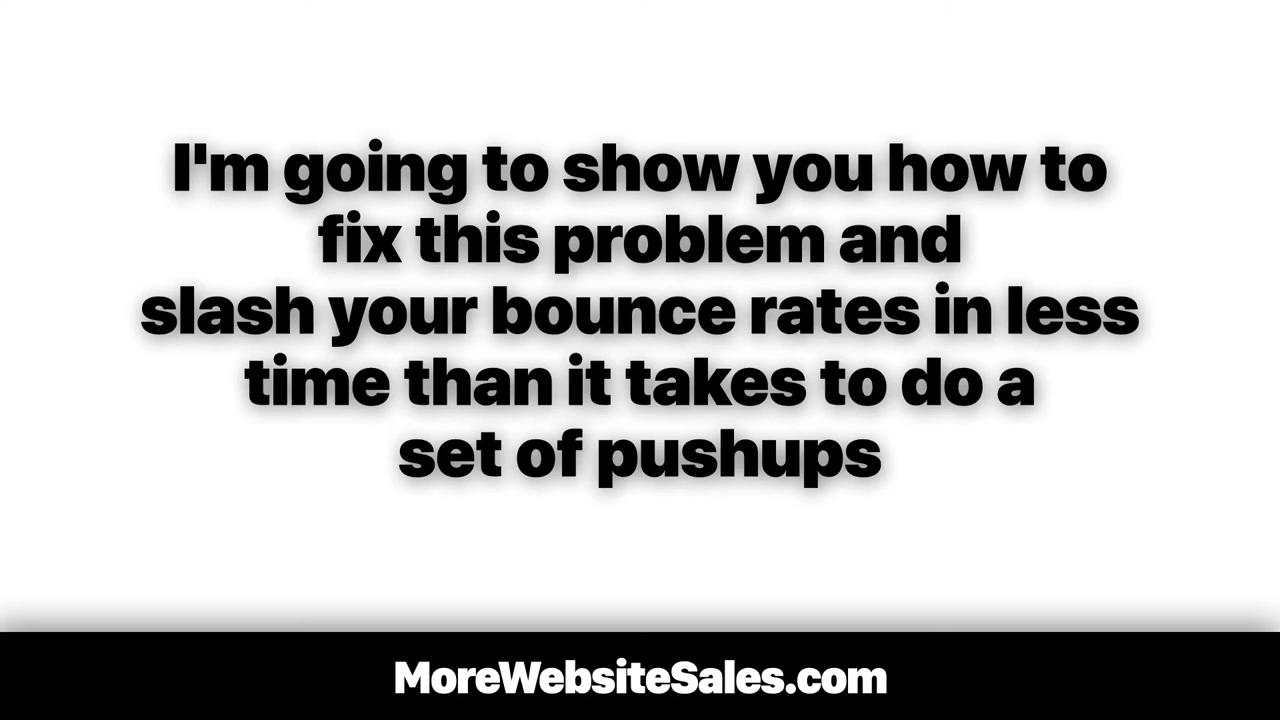 I'm going to show you how to
fix this problem and
slash your bounce rates in less
time than it takes to do a
set of pushups
MoreWebsiteSales.com